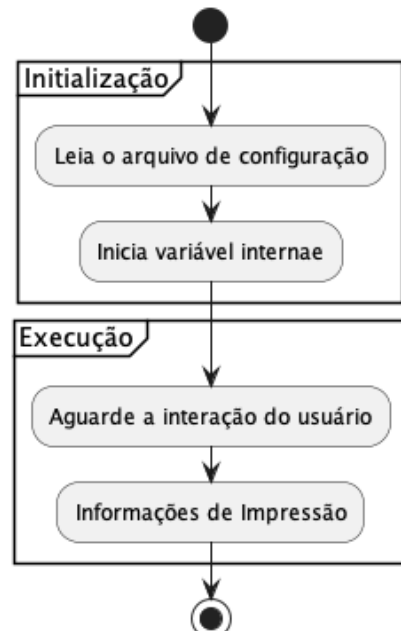 Initialização
Leia o arquivo de configuração
Inicia variável internae
Execução
Aguarde a interação do usuário
Informações de Impressão